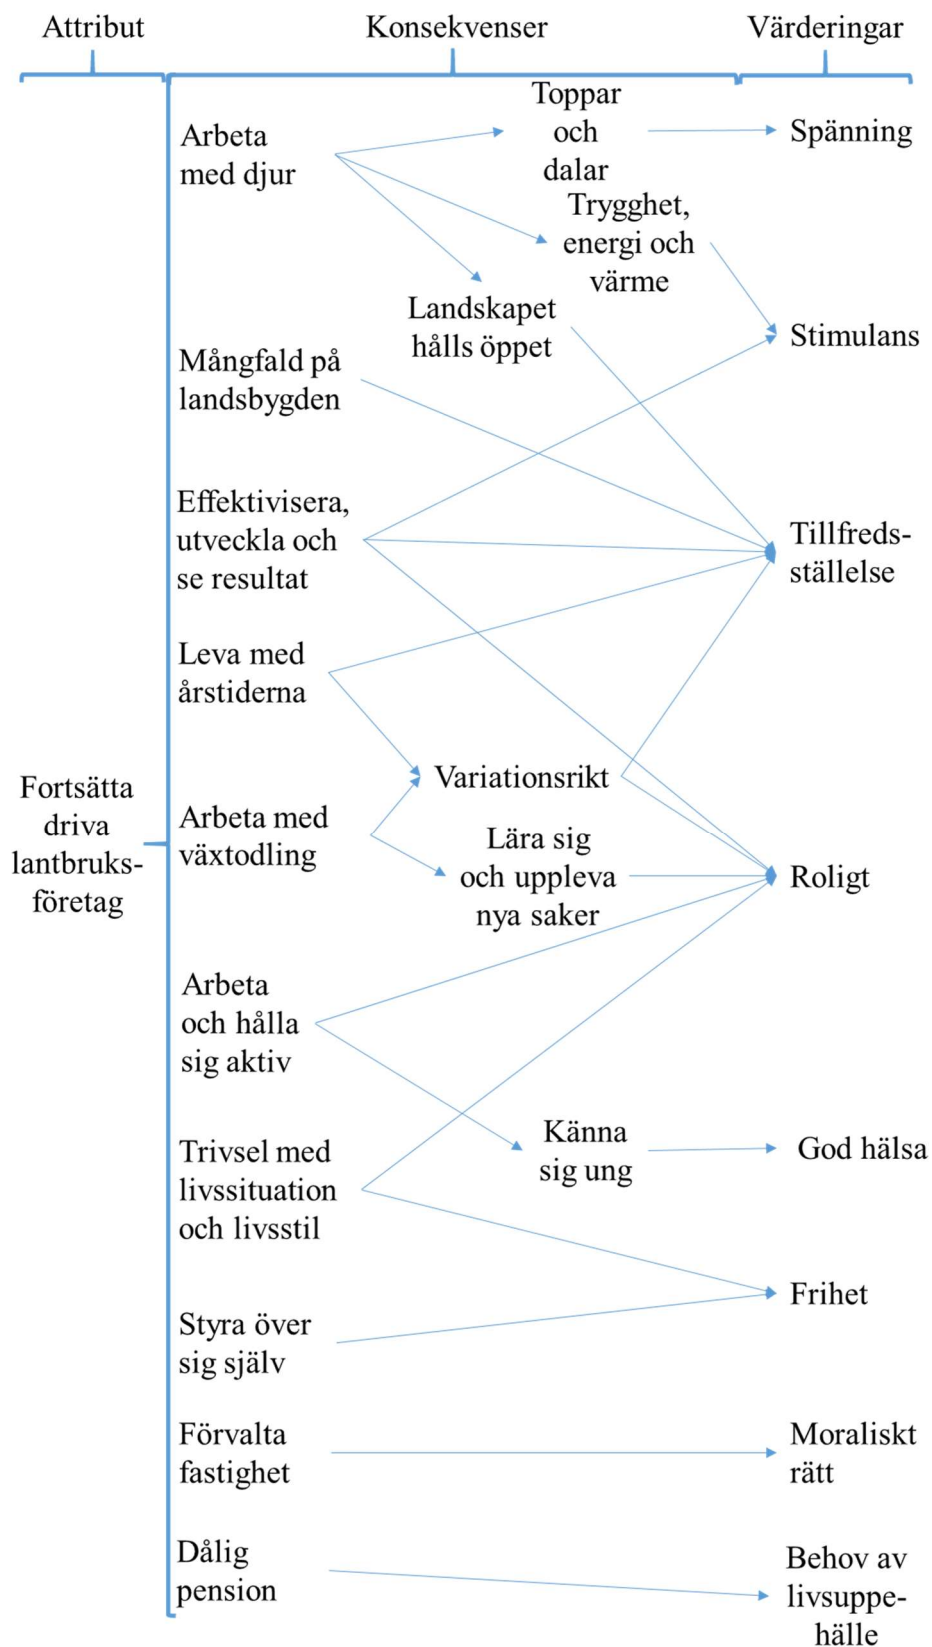 Attribut
Konsekvenser
Värderingar
Fortsätta
driva
lantbruks-
företag
Arbeta
med djur
Toppar
och
dalar
Spänning
Trygghet,
energi och
värme
Landskapet
hålls öppet
Stimulans
Mångfald på
landsbygden
Effektivisera,
utveckla och
se resultat
Tillfreds-
ställelse
Leva med
årstiderna
Variationsrikt
Arbeta med
växtodling
Lära sig
och uppleva
nya saker
Roligt
Arbeta
och hålla
sig aktiv
Känna
sig ung
God hälsa
Trivsel med
livssituation
och livsstil
Frihet
Styra över
sig själv
Förvalta
fastighet
Moraliskt
rätt
Dålig
pension
Behov av
livsuppe-
hälle